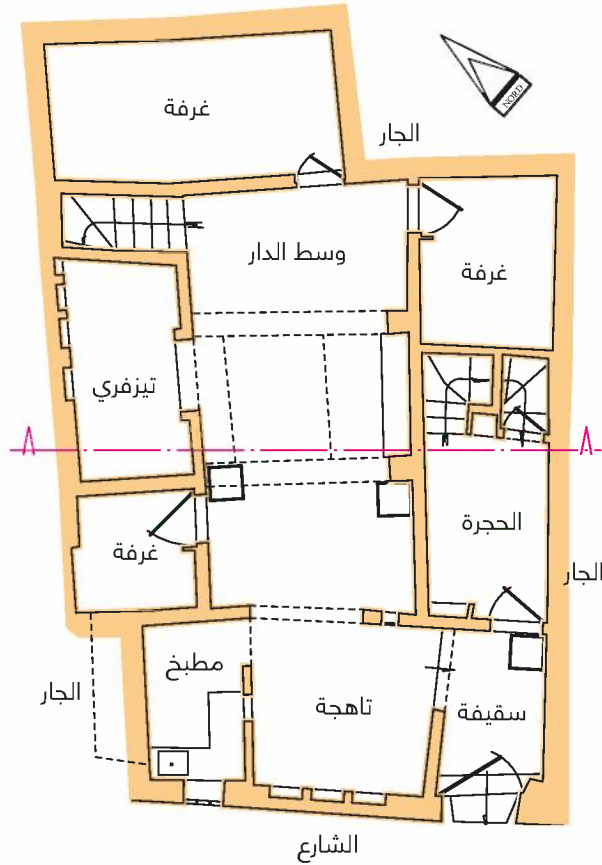 غرفة
NORD
الجار
وسط الدار
غرفة
تيزفري
الحجرة
غرفة
الجار
مطبخ
تاهجة
سقيفة
الجار
الشارع